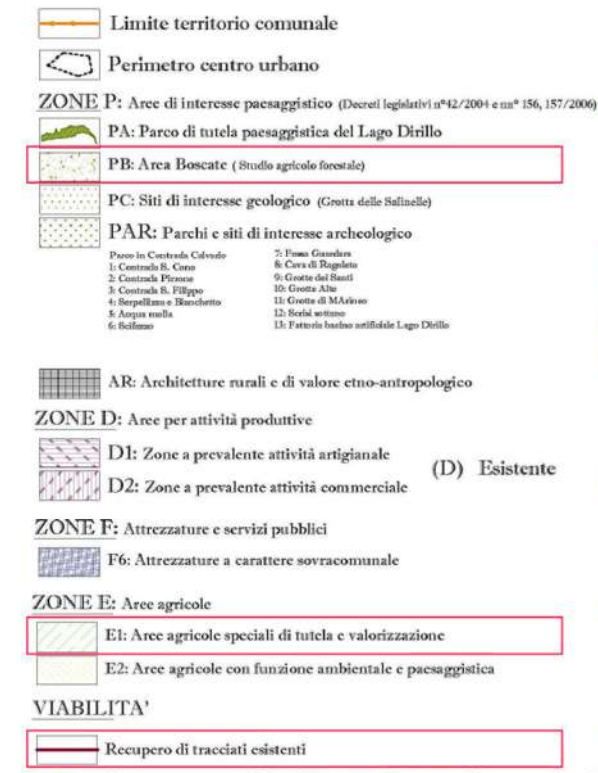 Limite territorio comunale
Perimetro centro urbano
ZONE P: Aree di interesse paesaggistico (Decreti legislativi n°42/2004 e nn° 156, 157/2006)
PA: Parco di tutela paesaggistica del Lago Dirillo
PB: Area Boscate ( Studio agricolo forestale)
PC: Siti di interesse geologico (Grotta delle Salinelle)
PAR: Parchi e siti di interesse archeologico
Parco in Contrada Calvario
1: Contrada S. Cono
2: Contrada Pirrone
3: Contrada S. Filippo
4: Serpellizza e Bianchetto
5: Acqua molla
6: Scifazzo
7: Fossa Guardara
8: Cava di Ragoleto
9: Grotte dei Santi
10: Grotte Alte
11: Grotte di MArineo
12: Scrisi sottano
13: Fattoria bacino artificiale Lago Dirillo
AR: Architetture rurali e di valore etno-antropologico
ZONE D: Aree per attività produttive
D1: Zone a prevalente attività artigianale
(D) Esistente
D2: Zone a prevalente attività commerciale
ZONE F: Attrezzature e servizi pubblici
F6: Attrezzature a carattere sovracomunale
ZONE E: Aree agricole
E1: Aree agricole speciali di tutela e valorizzazione
E2: Aree agricole con funzione ambientale e paesaggistica
VIABILITA'
Recupero di tracciati esistenti